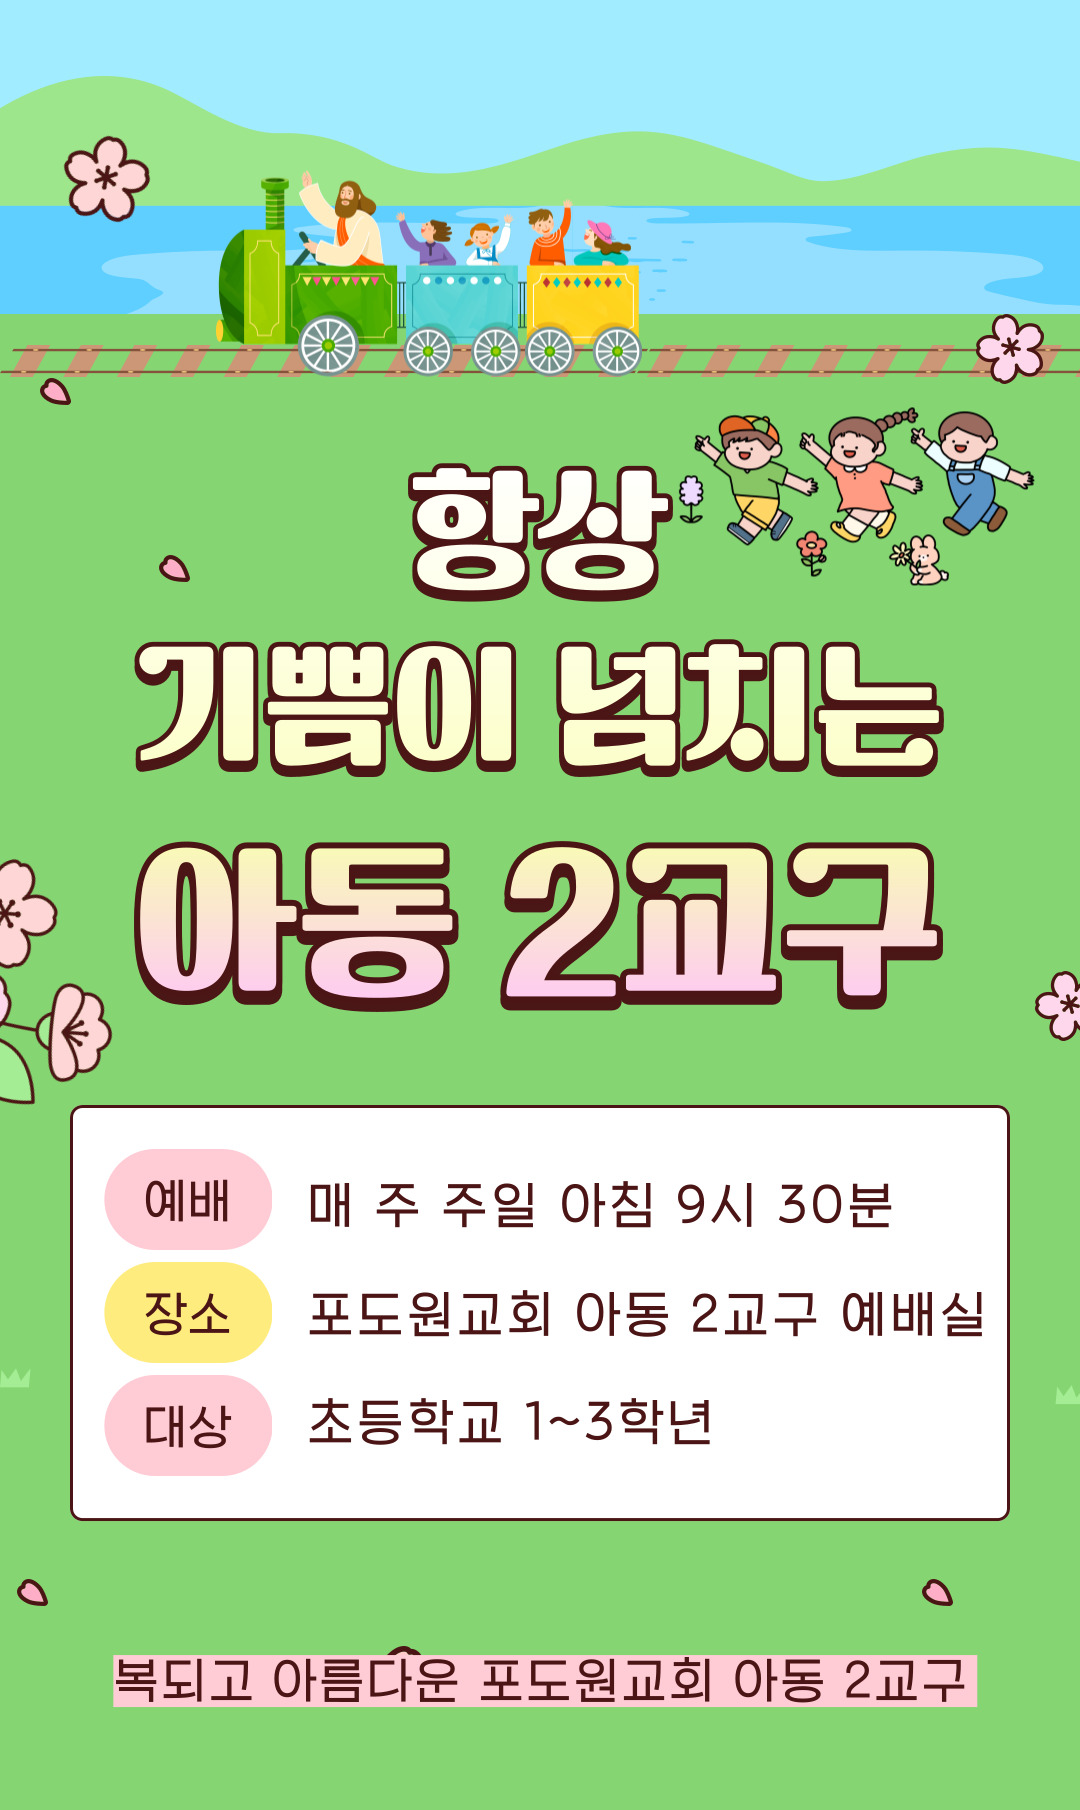 항상
기쁨이 넘치는
아동 2교구
예배 매 주 주일 아침 9시 30분
장소 포도원교회 아동 2교구 예배실
대상 초등학교 1~3학년
복되고 아름다운 포도원교회 아동 2교구